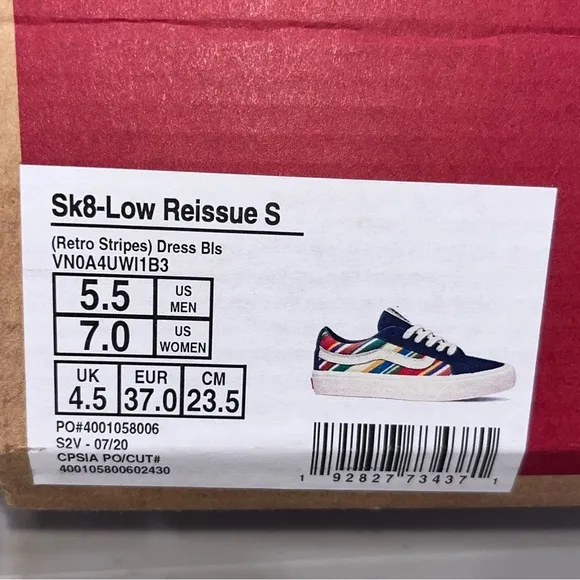 Sk8-Low Reissue S
(Retro Stripes) Dress Bls
VN0A4UWI1B3
5.5 US MEN
7.0 US WOMEN
UK EUR CM
4.5 37.0 23.5
PO#4001058006
S2V - 07/20
CPSIA PO/CUT#
400105800602430
1 92827 73437 1